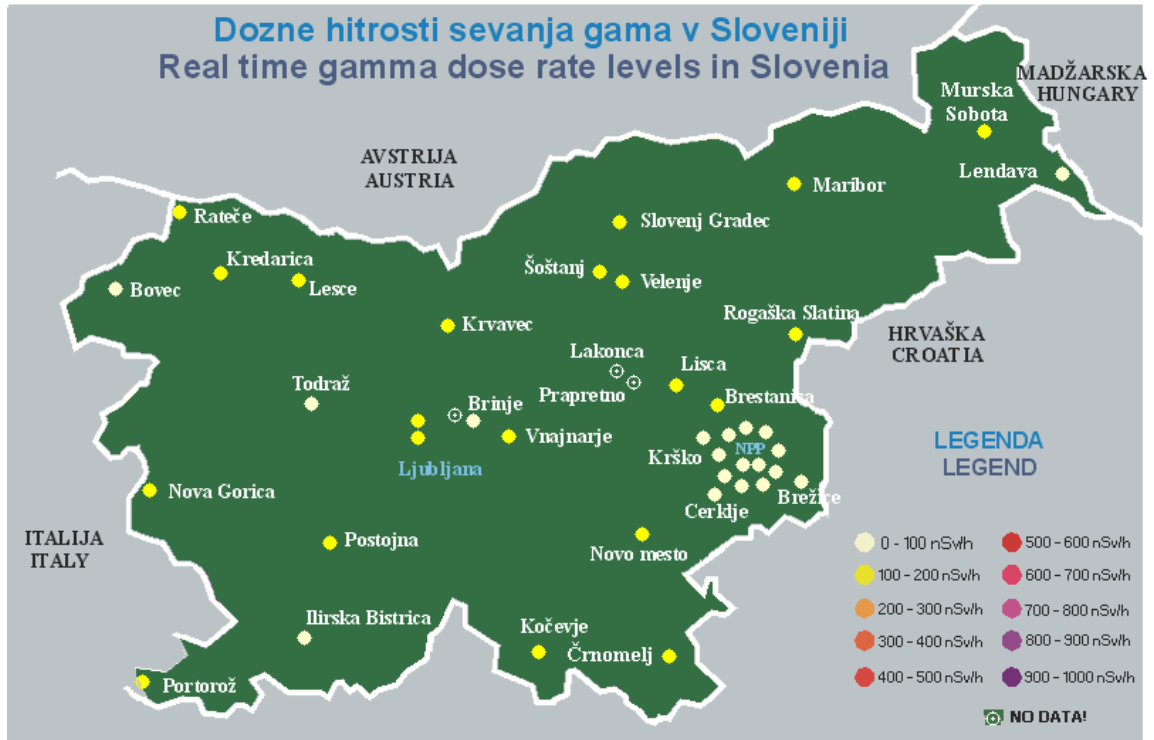 Dozne hitrosti sevanja gama v Sloveniji
Real time gamma dose rate levels in Slovenia
MADŽARSKA
HUNGARY
Murska
Sobota
AVSTRIJA
AUSTRIA
Lendava
Maribor
Rateče
Slovenj Gradec
Kredarica
Šoštanj
Velenje
Bovec
Lesce
Rogaška Slatina
Krvavec
HRVAŠKA
CROATIA
Lakonca
Lisca
Todraž
Prapretno
Brestanica
Brinje
Vnajnarje
LEGENDA
LEGEND
NPP
Krško
Ljubljana
Nova Gorica
Brežice
Cerklje
ITALIJA
ITALY
Postojna
Novo mesto
0 - 100 nSv/h
500 - 600 nSv/h
100 - 200 nSv/h
600 - 700 nSv/h
200 - 300 nSv/h
700 - 800 nSv/h
Ilirska Bistrica
Kočevje
300 - 400 nSv/h
800 - 900 nSv/h
Črnomelj
400 - 500 nSv/h
900 - 1000 nSv/h
Portorož
NO DATA!